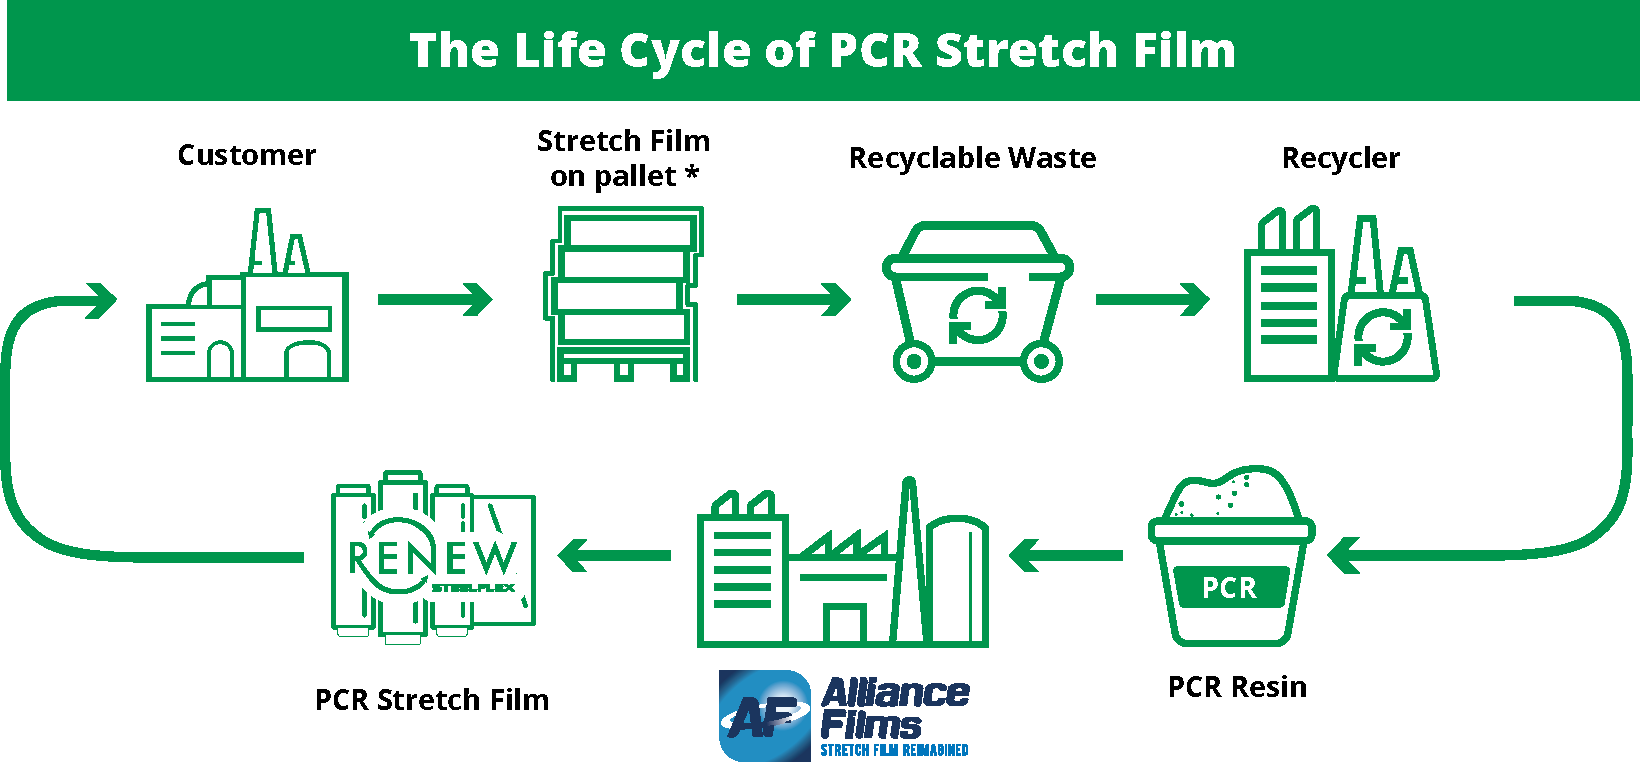 The Life Cycle of PCR Stretch Film
Customer
Stretch Film
on pallet *
Recyclable Waste
Recycler
RENEW
STEELFLEX
PCR
PCR Stretch Film
AF
Alliance
Films
STRETCH FILM REIMAGINED
PCR Resin